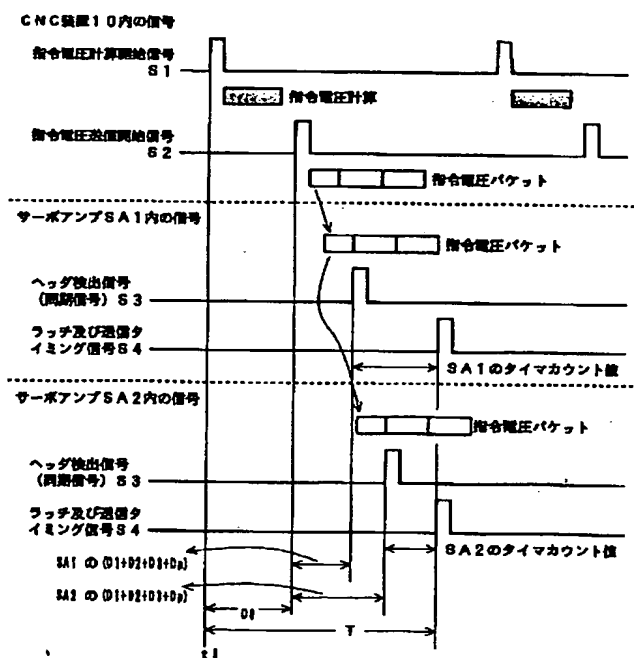 CNC装置10内の信号
指令電圧計算開始信号
S1
指令電圧計算
指令電圧送信開始信号
S2
指令電圧パケット
サーボアンプSA1内の信号
指令電圧パケット
ヘッダ検出信号
(同期信号)S3
ラッチ及び送信タ
イミング信号S4
SA1のタイマカウント値
サーボアンプSA2内の信号
指令電圧パケット
ヘッダ検出信号
(同期信号)S3
ラッチ及び送信タ
イミング信号S4
SA2のタイマカウント値
SA1 の (D1+D2+D3+Dp)
SA2 の (D1+D2+D3+Dp)
T